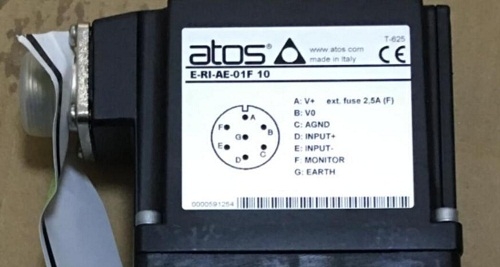 T-625
atos®
www.atos.com
made in Italy
CE
E-RI-AE-01F 10
A: V+ ext. fuse 2,5A (F)
B: V0
C: AGND
D: INPUT+
E: INPUT-
F: MONITOR
G: EARTH
A
F
B
G
E
C
D
0000591254